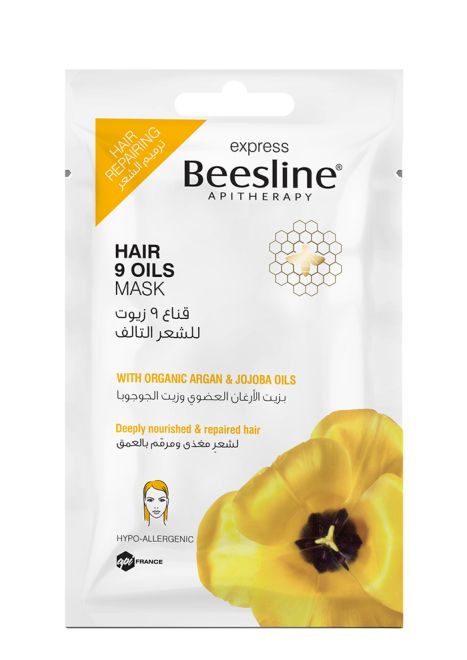 HAIR
REPAIRING
ترميم الشعر
express
Beesline®
APITHERAPY
HAIR
9 OILS
MASK
قناع ٩ زيوت
للشعر التالف
WITH ORGANIC ARGAN & JOJOBA OILS
بزيت الأرغان العضوي وزيت الجوجوبا
Deeply nourished & repaired hair
لشعرٍ مغذى ومرمّم بالعمق
HYPO-ALLERGENIC
api FRANCE